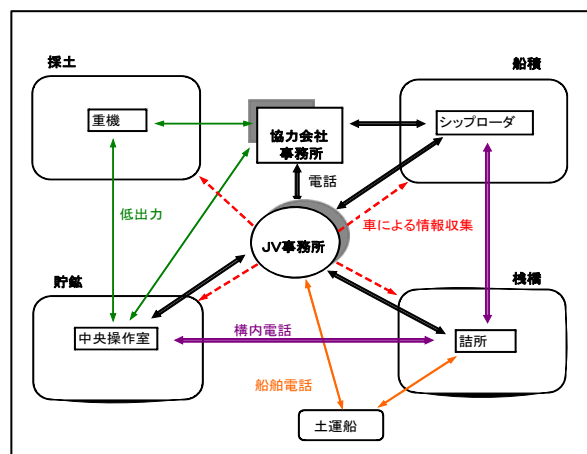 採土
船積
重機
シップローダ
協力会社
事務所
電話
低出力
車による情報収集
JV事務所
貯鉱
桟橋
中央操作室
構内電話
詰所
船舶電話
土運船